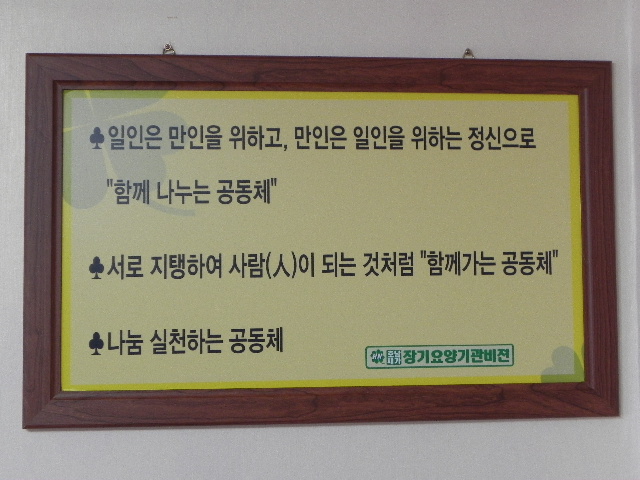 ♣일인은 만인을 위하고, 만인은 일인을 위하는 정신으로
"함께 나누는 공동체"
♣서로 지탱하여 사람(人)이 되는 것처럼 "함께가는 공동체"
♣나눔 실천하는 공동체
장기요양기관비전